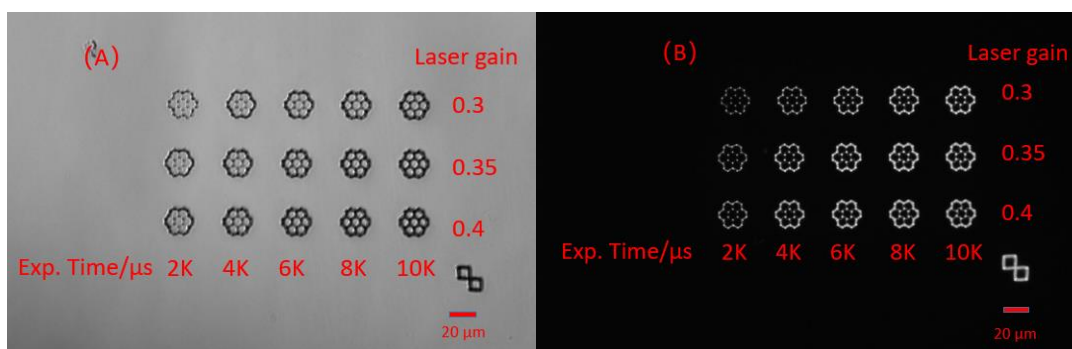 (A)
Laser gain
0.3
0.35
0.4
Exp. Time/μs 2K 4K 6K 8K 10K
20 μm
(B)
Laser gain
0.3
0.35
0.4
Exp. Time/μs 2K 4K 6K 8K 10K
20 μm